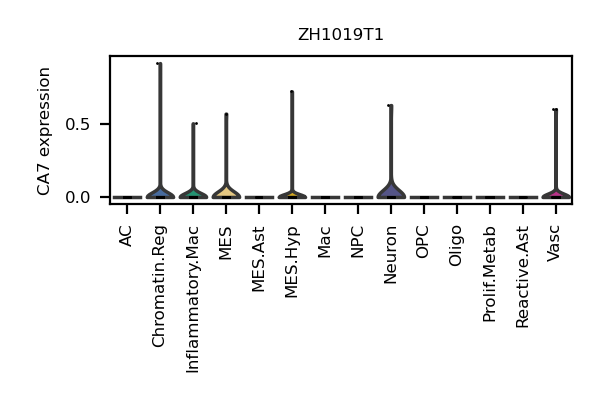 ZH1019T1
CA7 expression
0.5
0.0
AC
Chromatin.Reg
Inflammatory.Mac
MES
MES.Ast
MES.Hyp
Mac
NPC
Neuron
OPC
Oligo
Prolif.Metab
Reactive.Ast
Vasc